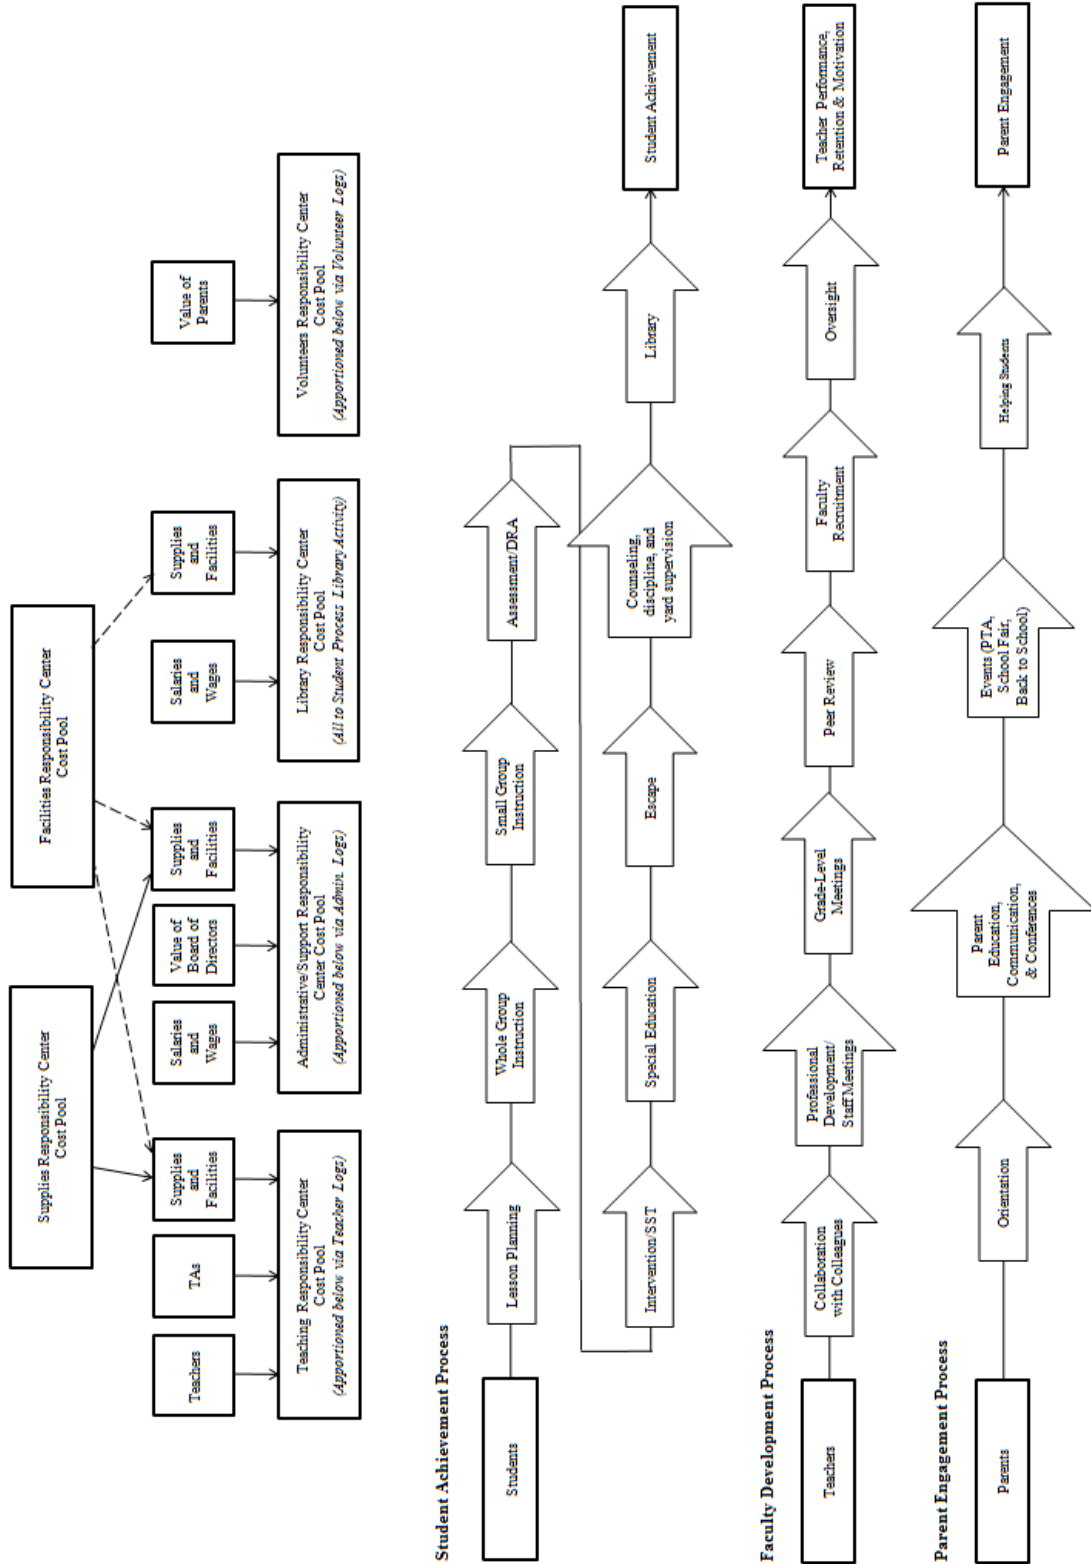 Supplies Responsibility Center
Cost Pool
Facilities Responsibility Center
Cost Pool
Teachers
TAs
Supplies
and
Facilities
Salaries
and
Wages
Value of
Board of
Directors
Supplies
and
Facilities
Salaries
and
Wages
Supplies
and
Facilities
Value of
Parents
Teaching Responsibility Center
Cost Pool
(Apportioned below via Teacher Logs)
Administrative/Support Responsibility
Center Cost Pool
(Apportioned below via Admin. Logs)
Library Responsibility Center
Cost Pool
(All to Student Process Library Activity)
Volunteers Responsibility Center
Cost Pool
(Apportioned below via Volunteer Logs)
Student Achievement Process
Students
Lesson Planning
Whole Group
Instruction
Small Group
Instruction
Assessment/DRA
Intervention/SST
Special Education
Escape
Counseling,
discipline, and
yard supervision
Library
Student Achievement
Faculty Development Process
Teachers
Collaboration
with Colleagues
Professional
Development/
Staff Meetings
Grade-Level
Meetings
Peer Review
Faculty
Recruitment
Oversight
Teacher Performance,
Retention & Motivation
Parent Engagement Process
Parents
Orientation
Parent
Education,
Communication,
& Conferences
Events (PTA,
School Fair,
Back to School)
Helping Students
Parent Engagement